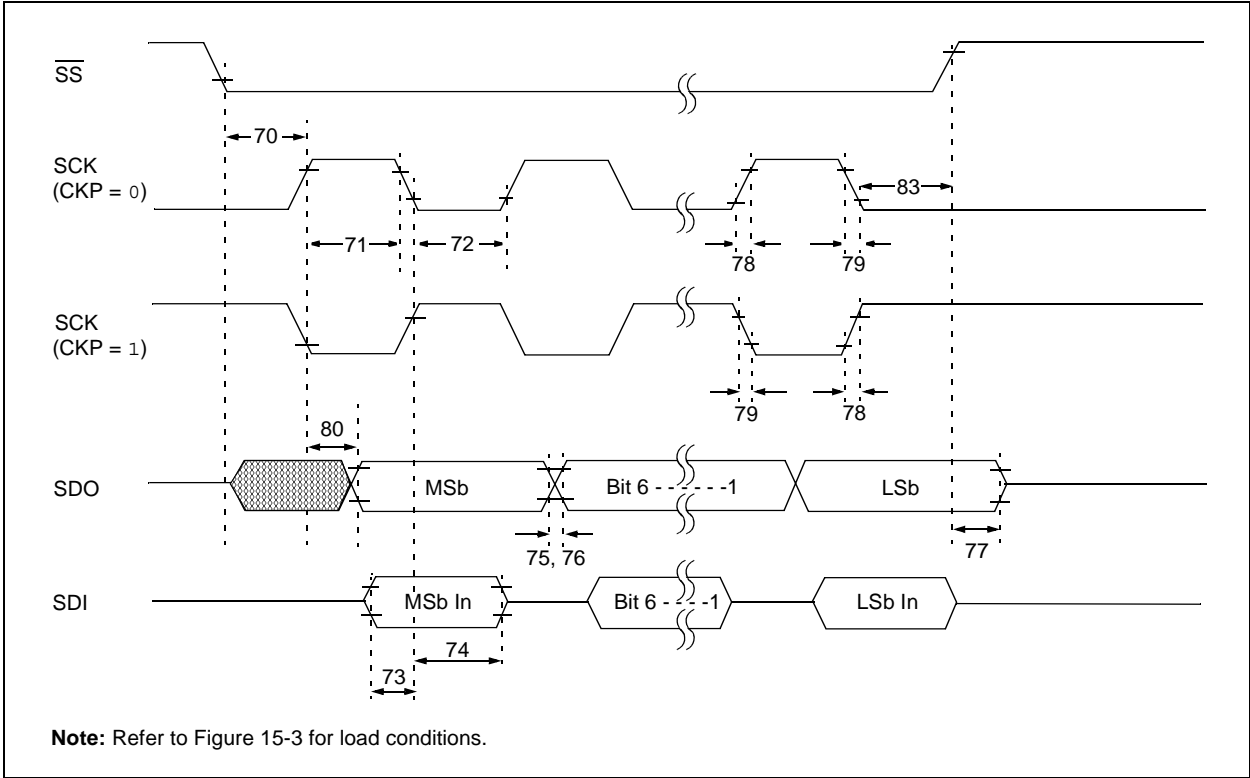 SS
70
SCK
(CKP = 0)
83
71
72
78
79
SCK
(CKP = 1)
79
78
80
SDO
MSb
Bit 6 - - - - - -1
LSb
75, 76
77
SDI
MSb In
Bit 6 - - - - -1
LSb In
74
73
Note: Refer to Figure 15-3 for load conditions.